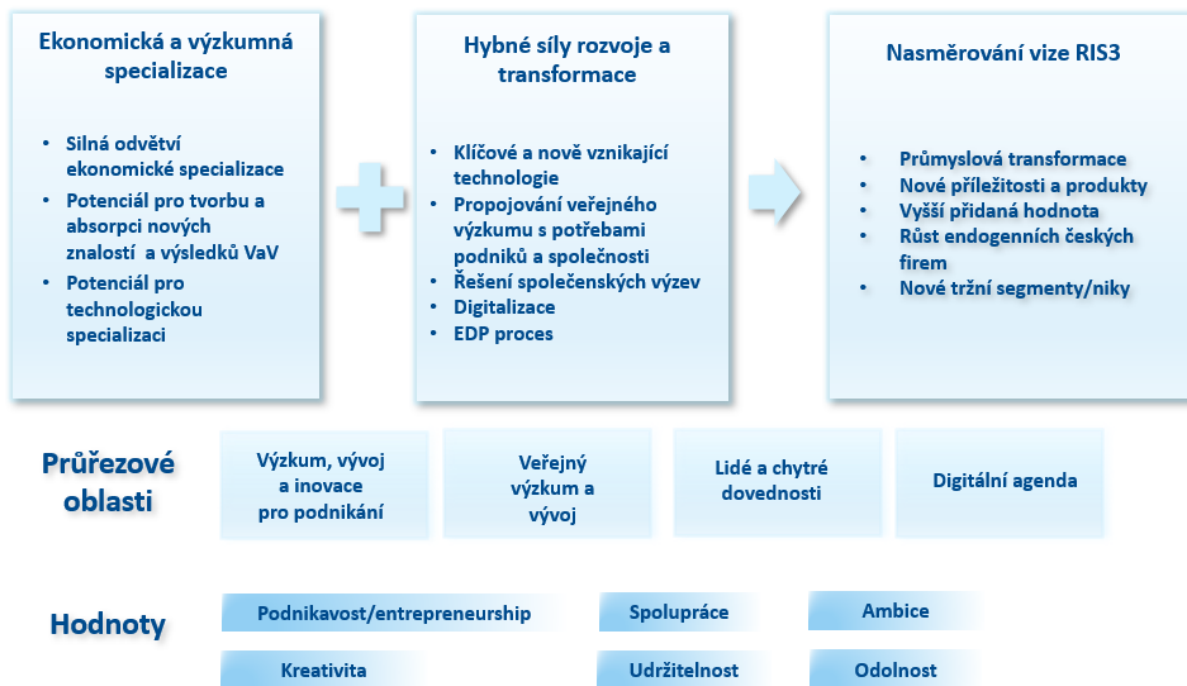 Ekonomická a výzkumná
specializace
• Silná odvětví
ekonomické specializace
• Potenciál pro tvorbu a
absorpci nových
znalostí a výsledků VaV
• Potenciál pro
technologickou
specializaci
Hybné síly rozvoje a
transformace
• Klíčové a nově vznikající
technologie
• Propojování veřejného
výzkumu s potřebami
podniků a společnosti
• Řešení společenských výzev
• Digitalizace
• EDP proces
Nasměrování vize RIS3
• Průmyslová transformace
• Nové příležitosti a produkty
• Vyšší přidaná hodnota
• Růst endogenních českých
firem
• Nové tržní segmenty/niky
Průřezové
oblasti
Výzkum, vývoj
a inovace
pro podnikání
Veřejný
výzkum a
vývoj
Lidé a chytré
dovednosti
Digitální agenda
Hodnoty
Podnikavost/entrepreneurship
Spolupráce
Ambice
Kreativita
Udržitelnost
Odolnost